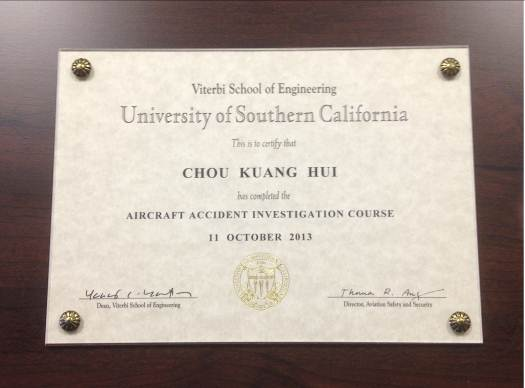 Viterbi School of Engineering
University of Southern California
This is to certify that
CHOU KUANG HUI
has completed the
AIRCRAFT ACCIDENT INVESTIGATION COURSE
11 OCTOBER 2013
Dean, Viterbi School of Engineering
Director, Aviation Safety and Security